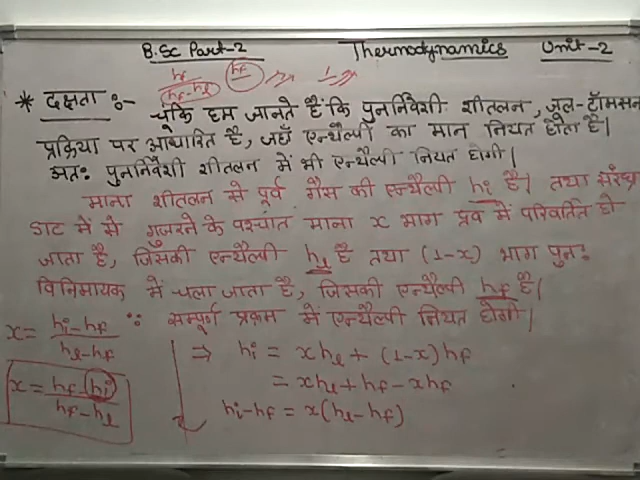 B.Sc Part-2 Thermodynamics Unit-2
hf / hf-hl hf 1
* दक्षता :- चूंकि हम जानते हैं कि पुनर्निवेशी शीतलन, जूल-टॉमसन
प्रक्रिया पर आधारित है, जहाँ एन्थैल्पी का मान नियत होता है।
अतः पुनर्निवेशी शीतलन में भी एन्थैल्पी नियत होगी।
माना शीतलन से पूर्व गैस की एन्थैल्पी hi है। तथा संरंध्र
डाट में से गुजरने के पश्चात माना x भाग द्रव में परिवर्तित हो
जाता है, जिसकी एन्थैल्पी hl है तथा (1-x) भाग पुनः
विनिमायक में चला जाता है, जिसकी एन्थैल्पी hf है।
x = hi-hf / hl-hf ∵ सम्पूर्ण प्रक्रम में एन्थैल्पी नियत होगी।
⇒ hi = xhl + (1-x)hf
x = hf-hi / hf-hl = xhl + hf - xhf
hi-hf = x(hl-hf)